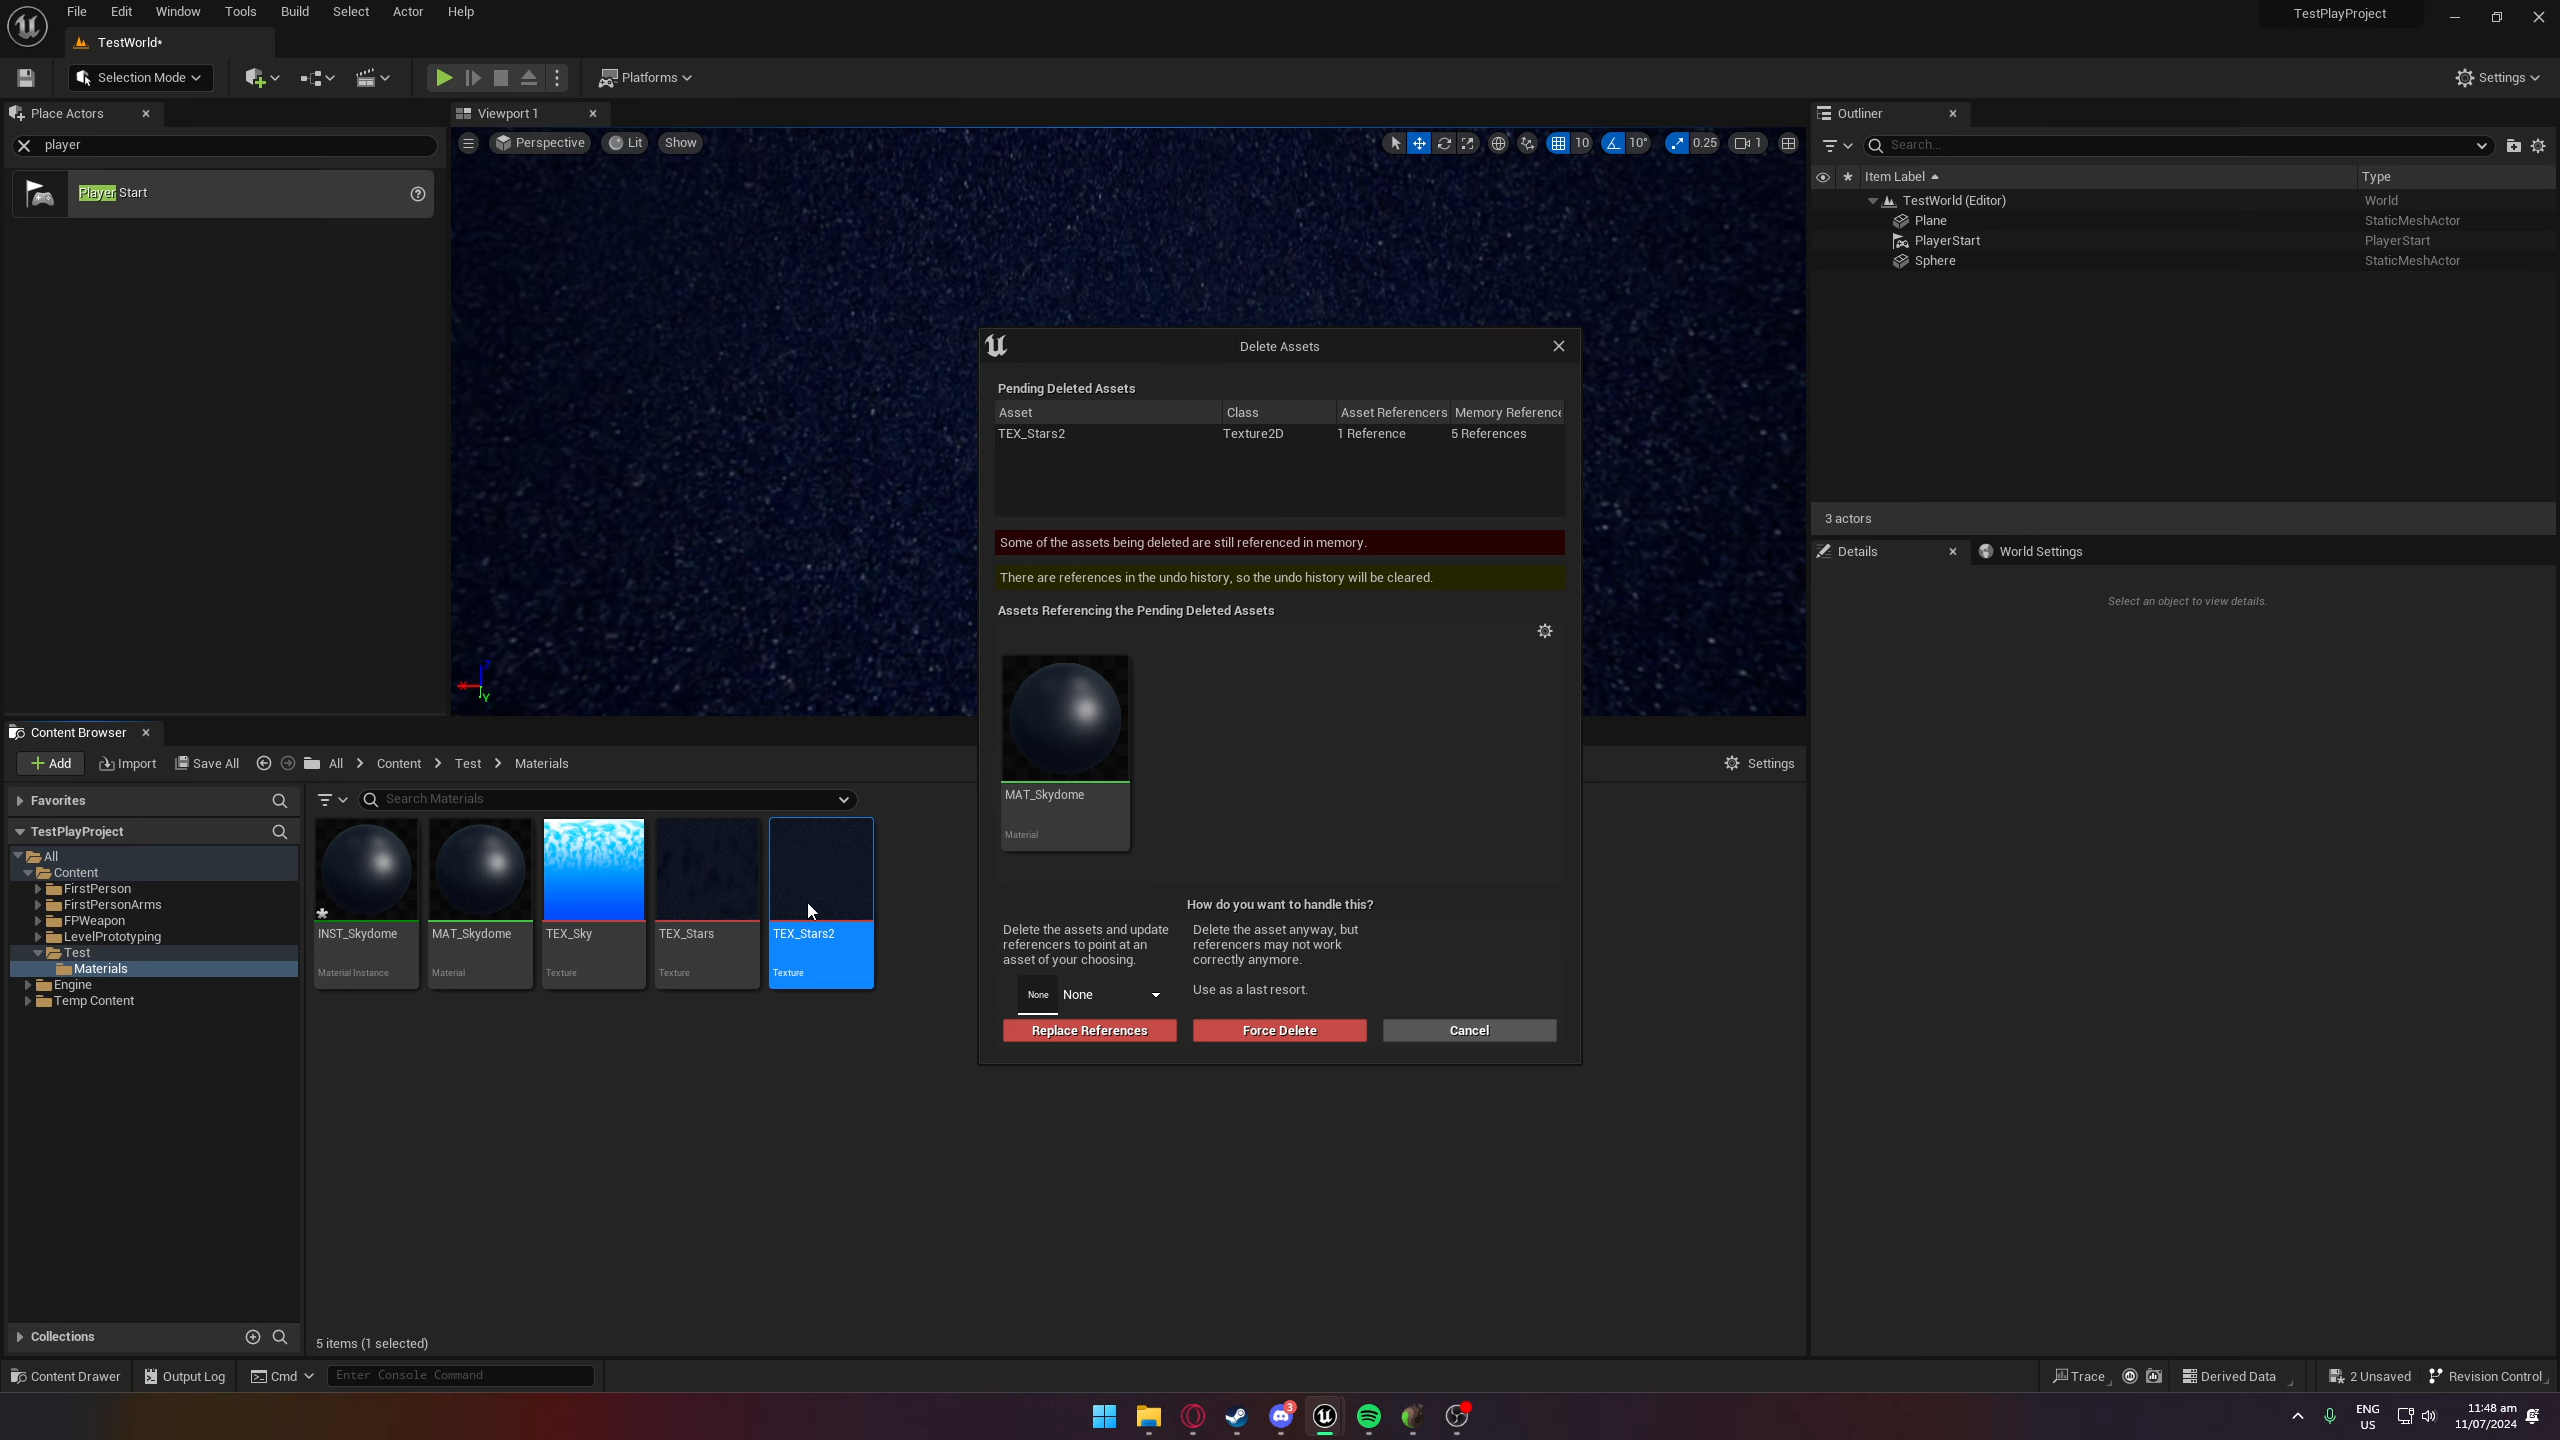 File Edit Window Tools Build Select Actor Help
TestPlayProject
TestWorld*
Selection Mode
Platforms
Settings
Place Actors
player
Player Start
Viewport 1
Perspective
Lit
Show
10
10°
0.25
1
Outliner
Search...
Item Label
Type
TestWorld (Editor)
World
Plane
StaticMeshActor
PlayerStart
PlayerStart
Sphere
StaticMeshActor
3 actors
Details
World Settings
Select an object to view details.
Delete Assets
Pending Deleted Assets
Asset Class Asset Referencers Memory Reference
TEX_Stars2 Texture2D 1 Reference 5 References
Some of the assets being deleted are still referenced in memory.
There are references in the undo history, so the undo history will be cleared.
Assets Referencing the Pending Deleted Assets
MAT_Skydome
Material
How do you want to handle this?
Delete the assets and update
referencers to point at an
asset of your choosing.
Delete the asset anyway, but
referencers may not work
correctly anymore.
Use as a last resort.
None
None
Replace References
Force Delete
Cancel
X
Z
Y
Content Browser
Add
Import
Save All
All
Content
Test
Materials
Settings
Favorites
Search Materials
TestPlayProject
All
Content
FirstPerson
FirstPersonArms
FPWeapon
LevelPrototyping
Test
Materials
Engine
Temp Content
INST_Skydome
Material Instance
MAT_Skydome
Material
TEX_Sky
Texture
TEX_Stars
Texture
TEX_Stars2
Texture
Collections
5 items (1 selected)
Content Drawer
Output Log
Cmd
Enter Console Command
Trace
Derived Data
2 Unsaved
Revision Control
3
ENG
US
11:48 am
11/07/2024